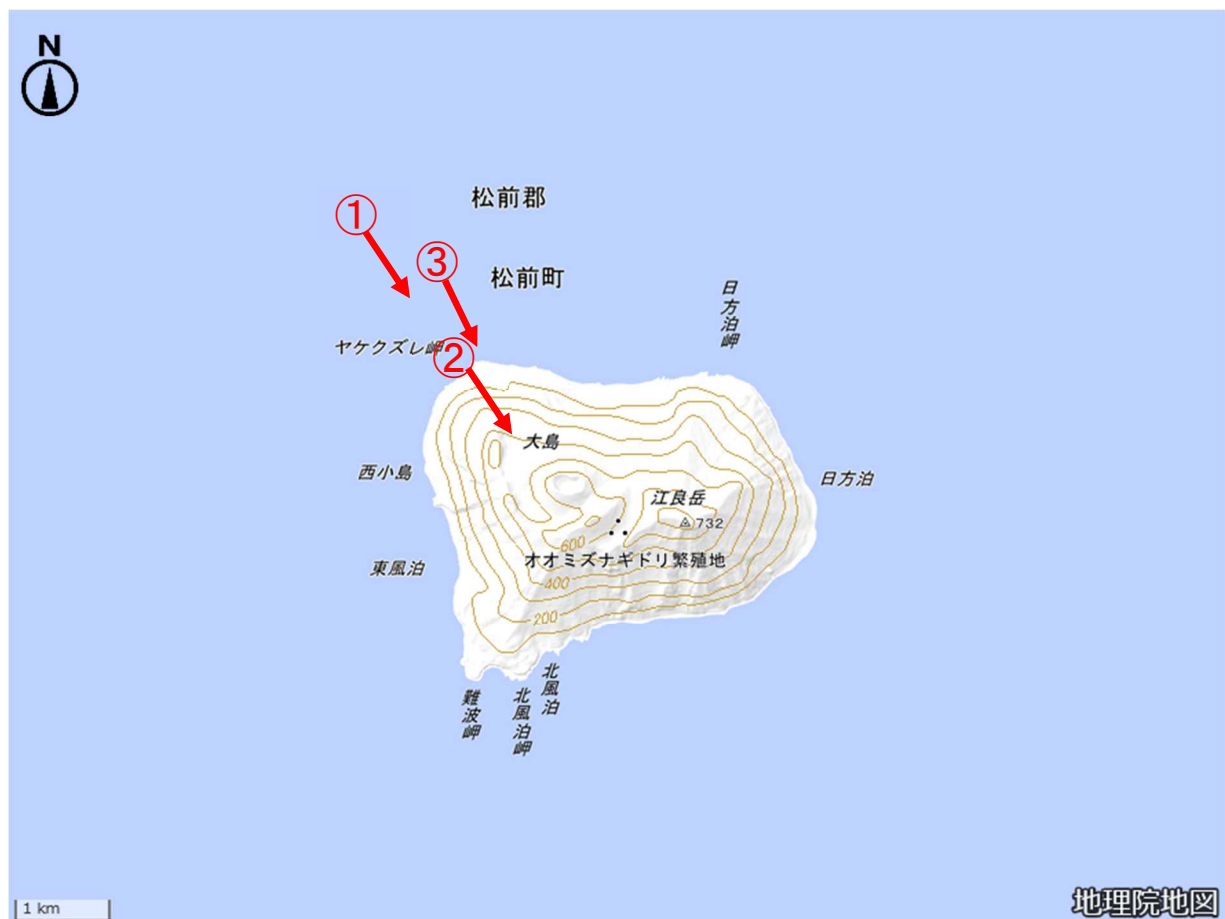 N
松前郡
①
③
松前町
日方泊岬
ヤケクズレ岬
②
大島
西小島
日方泊
江良岳
732
600
オオミズナギドリ繁殖地
東風泊
400
200
北風泊
難波岬
北風泊岬
1 km
地理院地図